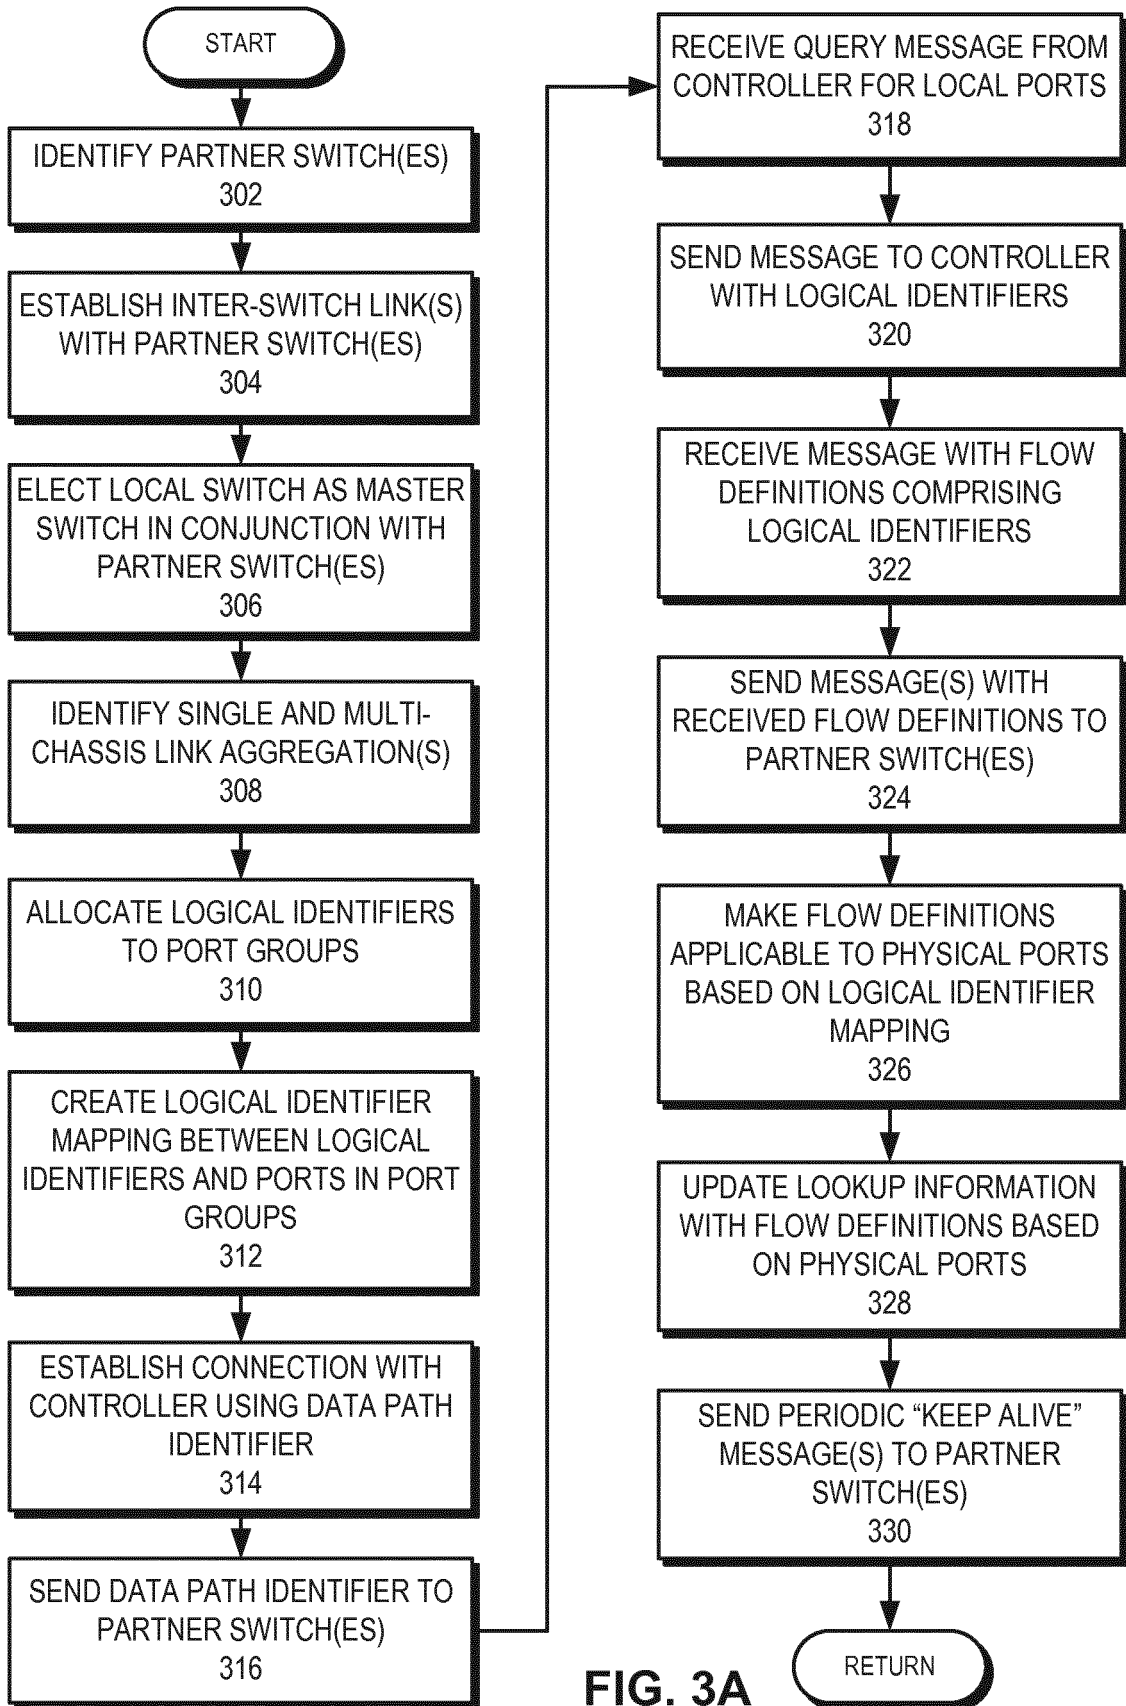 START
IDENTIFY PARTNER SWITCH(ES)
302
ESTABLISH INTER-SWITCH LINK(S)
WITH PARTNER SWITCH(ES)
304
ELECT LOCAL SWITCH AS MASTER
SWITCH IN CONJUNCTION WITH
PARTNER SWITCH(ES)
306
IDENTIFY SINGLE AND MULTI-
CHASSIS LINK AGGREGATION(S)
308
ALLOCATE LOGICAL IDENTIFIERS
TO PORT GROUPS
310
CREATE LOGICAL IDENTIFIER
MAPPING BETWEEN LOGICAL
IDENTIFIERS AND PORTS IN PORT
GROUPS
312
ESTABLISH CONNECTION WITH
CONTROLLER USING DATA PATH
IDENTIFIER
314
SEND DATA PATH IDENTIFIER TO
PARTNER SWITCH(ES)
316
RECEIVE QUERY MESSAGE FROM
CONTROLLER FOR LOCAL PORTS
318
SEND MESSAGE TO CONTROLLER
WITH LOGICAL IDENTIFIERS
320
RECEIVE MESSAGE WITH FLOW
DEFINITIONS COMPRISING
LOGICAL IDENTIFIERS
322
SEND MESSAGE(S) WITH
RECEIVED FLOW DEFINITIONS TO
PARTNER SWITCH(ES)
324
MAKE FLOW DEFINITIONS
APPLICABLE TO PHYSICAL PORTS
BASED ON LOGICAL IDENTIFIER
MAPPING
326
UPDATE LOOKUP INFORMATION
WITH FLOW DEFINITIONS BASED
ON PHYSICAL PORTS
328
SEND PERIODIC “KEEP ALIVE”
MESSAGE(S) TO PARTNER
SWITCH(ES)
330
RETURN
FIG. 3A